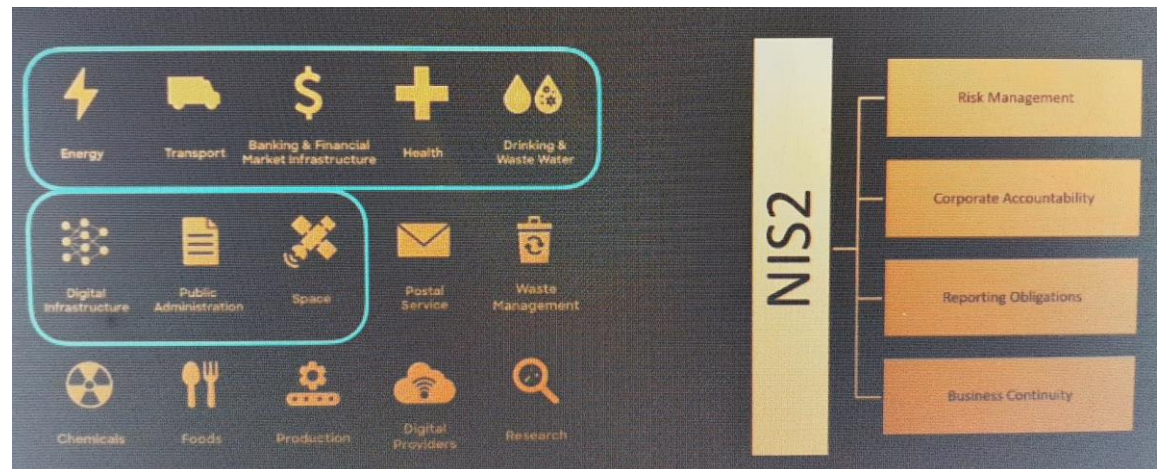 Energy
Transport
Banking & Financial
Market Infrastructure
Health
Drinking &
Waste Water
Digital
Infrastructure
Public
Administration
Space
Postal
Service
Waste
Management
Chemicals
Foods
Production
Digital
Providers
Research
NIS2
Risk Management
Corporate Accountability
Reporting Obligations
Business Continuity